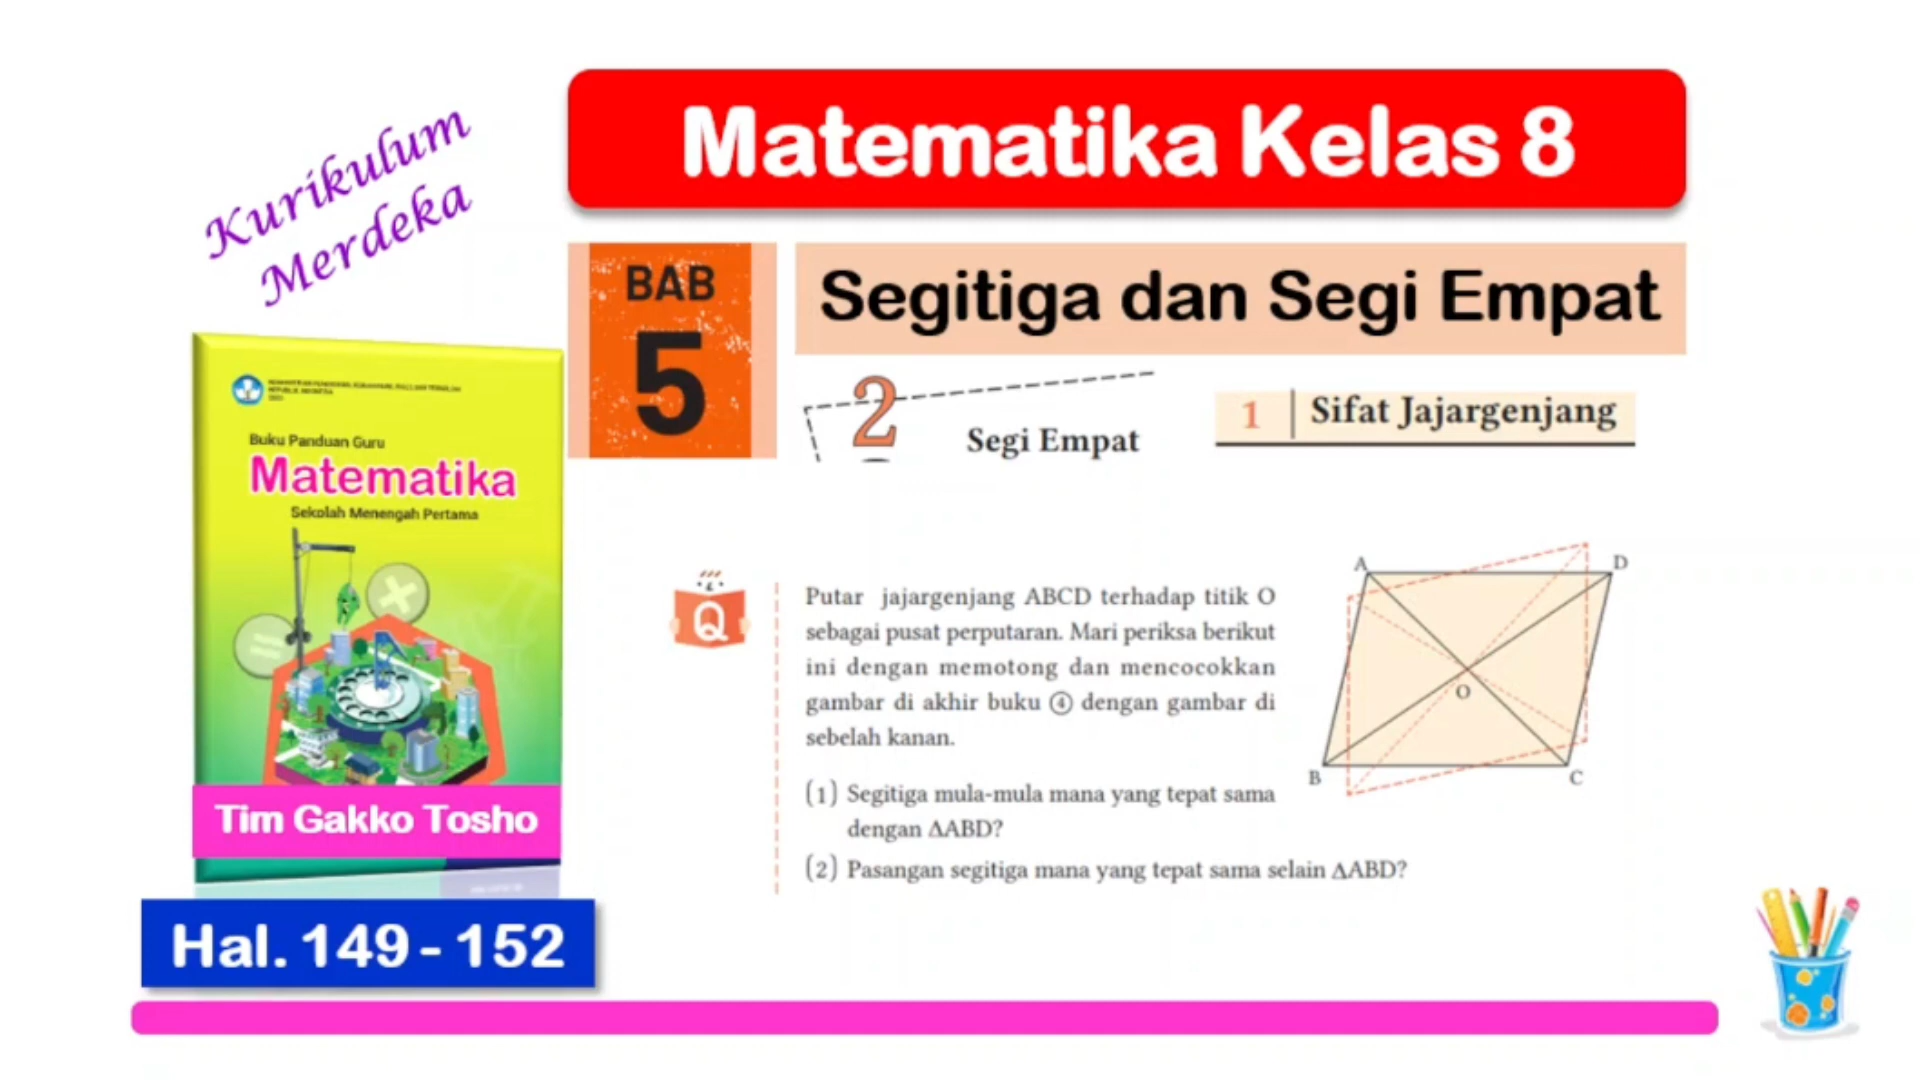 Kurikulum
Merdeka
Matematika Kelas 8
BAB
5
Segitiga dan Segi Empat
2
Segi Empat
1 | Sifat Jajargenjang
Buku Panduan Guru
Matematika
Sekolah Menengah Pertama
Tim Gakko Tosho
Hal. 149 - 152
Q
Putar jajargenjang ABCD terhadap titik O
sebagai pusat perputaran. Mari periksa berikut
ini dengan memotong dan mencocokkan
gambar di akhir buku ④ dengan gambar di
sebelah kanan.
(1) Segitiga mula-mula mana yang tepat sama
dengan ΔABD?
(2) Pasangan segitiga mana yang tepat sama selain ΔABD?
A
D
O
B
C